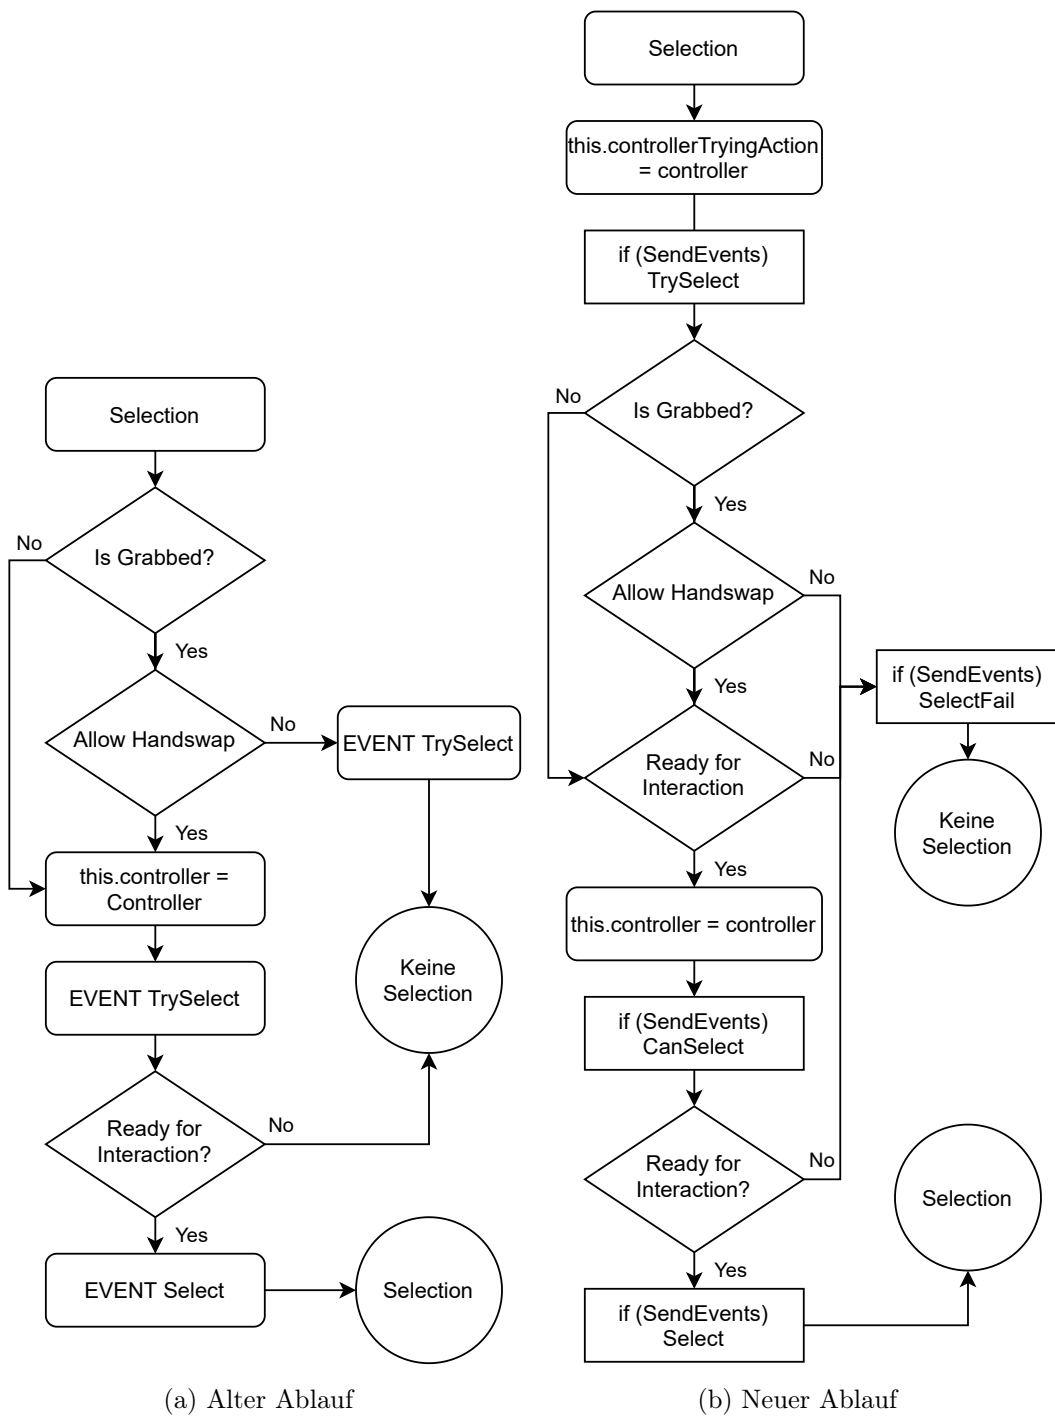 Selection
Is Grabbed?
No
Yes
Allow Handswap
No
EVENT TrySelect
Yes
this.controller =
Controller
EVENT TrySelect
Keine
Selection
Ready for
Interaction?
No
Yes
EVENT Select
Selection
(a) Alter Ablauf
Selection
this.controllerTryingAction
= controller
if (SendEvents)
TrySelect
No
Is Grabbed?
Yes
Allow Handswap
No
Yes
if (SendEvents)
SelectFail
Ready for
Interaction
No
Keine
Selection
Yes
this.controller = controller
if (SendEvents)
CanSelect
Ready for
Interaction?
No
Selection
Yes
if (SendEvents)
Select
(b) Neuer Ablauf